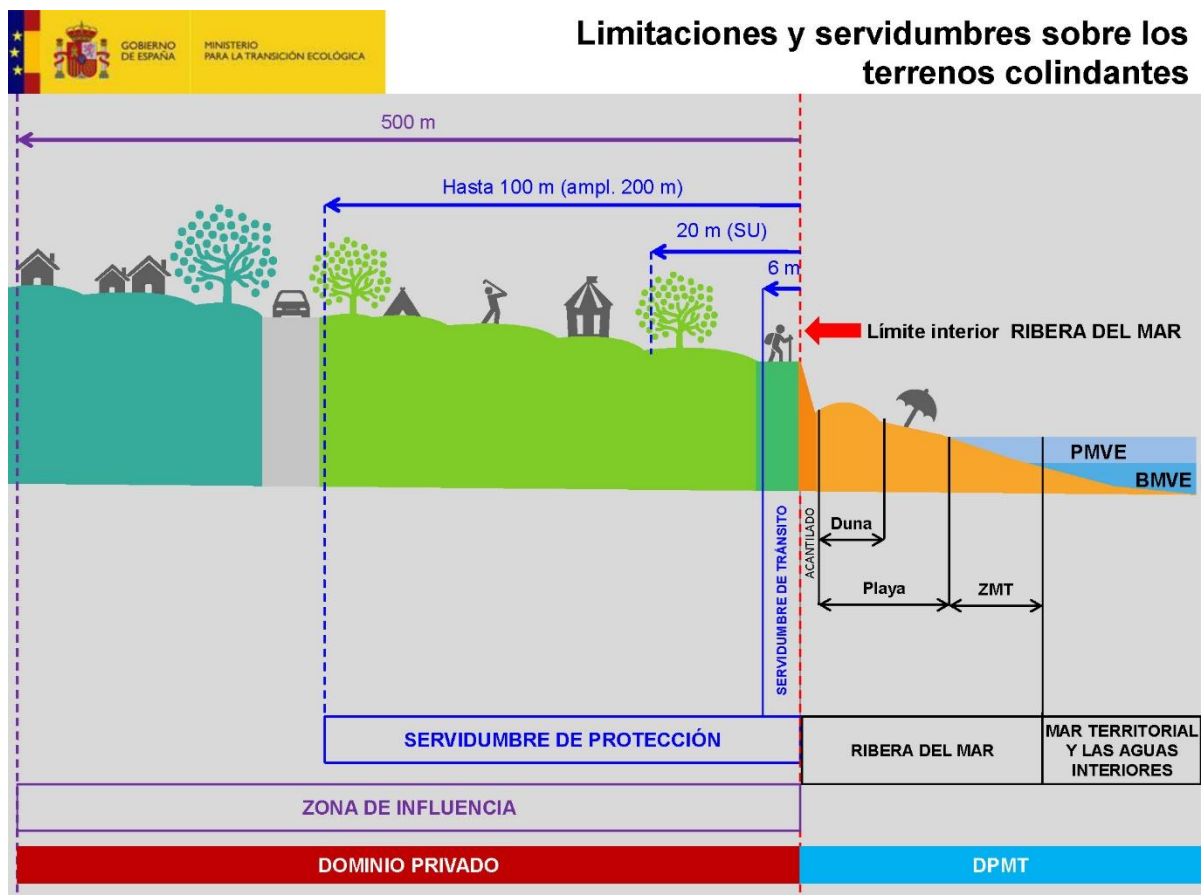 GOBIERNO
DE ESPAÑA
MINISTERIO
PARA LA TRANSICIÓN ECOLÓGICA
Limitaciones y servidumbres sobre los
terrenos colindantes
500 m
Hasta 100 m (ampl. 200 m)
20 m (SU)
6 m
Límite interior RIBERA DEL MAR
PMVE
BMVE
SERVIDUMBRE DE TRÁNSITO
ACANTILADO
Duna
Playa
ZMT
SERVIDUMBRE DE PROTECCIÓN
RIBERA DEL MAR
MAR TERRITORIAL
Y LAS AGUAS
INTERIORES
ZONA DE INFLUENCIA
DOMINIO PRIVADO
DPMT